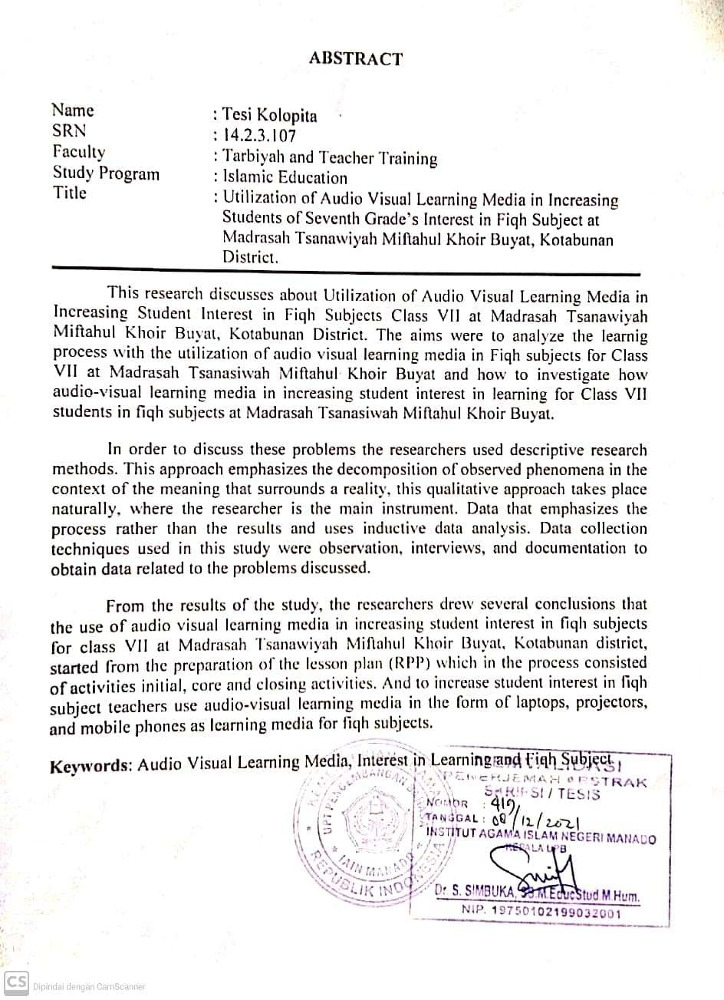 ABSTRACT
Name : Tesi Kolopita
SRN : 14.2.3.107
Faculty : Tarbiyah and Teacher Training
Study Program : Islamic Education
Title : Utilization of Audio Visual Learning Media in Increasing
Students of Seventh Grade's Interest in Fiqh Subject at
Madrasah Tsanawiyah Miftahul Khoir Buyat, Kotabunan
District.
This research discusses about Utilization of Audio Visual Learning Media in
Increasing Student Interest in Fiqh Subjects Class VII at Madrasah Tsanawiyah
Miftahul Khoir Buyat, Kotabunan District. The aims were to analyze the learnig
process with the utilization of audio visual learning media in Fiqh subjects for Class
VII at Madrasah Tsanasiwah Miftahul Khoir Buyat and how to investigate how
audio-visual learning media in increasing student interest in learning for Class VII
students in fiqh subjects at Madrasah Tsanasiwah Miftahul Khoir Buyat.
In order to discuss these problems the researchers used descriptive research
methods. This approach emphasizes the decomposition of observed phenomena in the
context of the meaning that surrounds a reality, this qualitative approach takes place
naturally, where the researcher is the main instrument. Data that emphasizes the
process rather than the results and uses inductive data analysis. Data collection
techniques used in this study were observation, interviews, and documentation to
obtain data related to the problems discussed.
From the results of the study, the researchers drew several conclusions that
the use of audio visual learning media in increasing student interest in fiqh subjects
for class VII at Madrasah Tsanawiyah Miftahul Khoir Buyat, Kotabunan district,
started from the preparation of the lesson plan (RPP) which in the process consisted
of activities initial, core and closing activities. And to increase student interest in fiqh
subject teachers use audio-visual learning media in the form of laptops, projectors,
and mobile phones as learning media for fiqh subjects.
Keywords: Audio Visual Learning Media, Interest in Learning and Fiqh Subject
PENERJEMAH ABSTRAK
SKRIPSI / TESIS
NOMOR : 419
TANGGAL : 08/12/2021
INSTITUT AGAMA ISLAM NEGERI MANADO
KEPALA UPB
Dr. S. SIMBUKA, SS.M.EducStud M.Hum.
NIP. 19750102199032001
UPT PENGEMBANGAN
IAIN MANADO
REPUBLIK INDONESIA
CS Dipindai dengan CamScanner